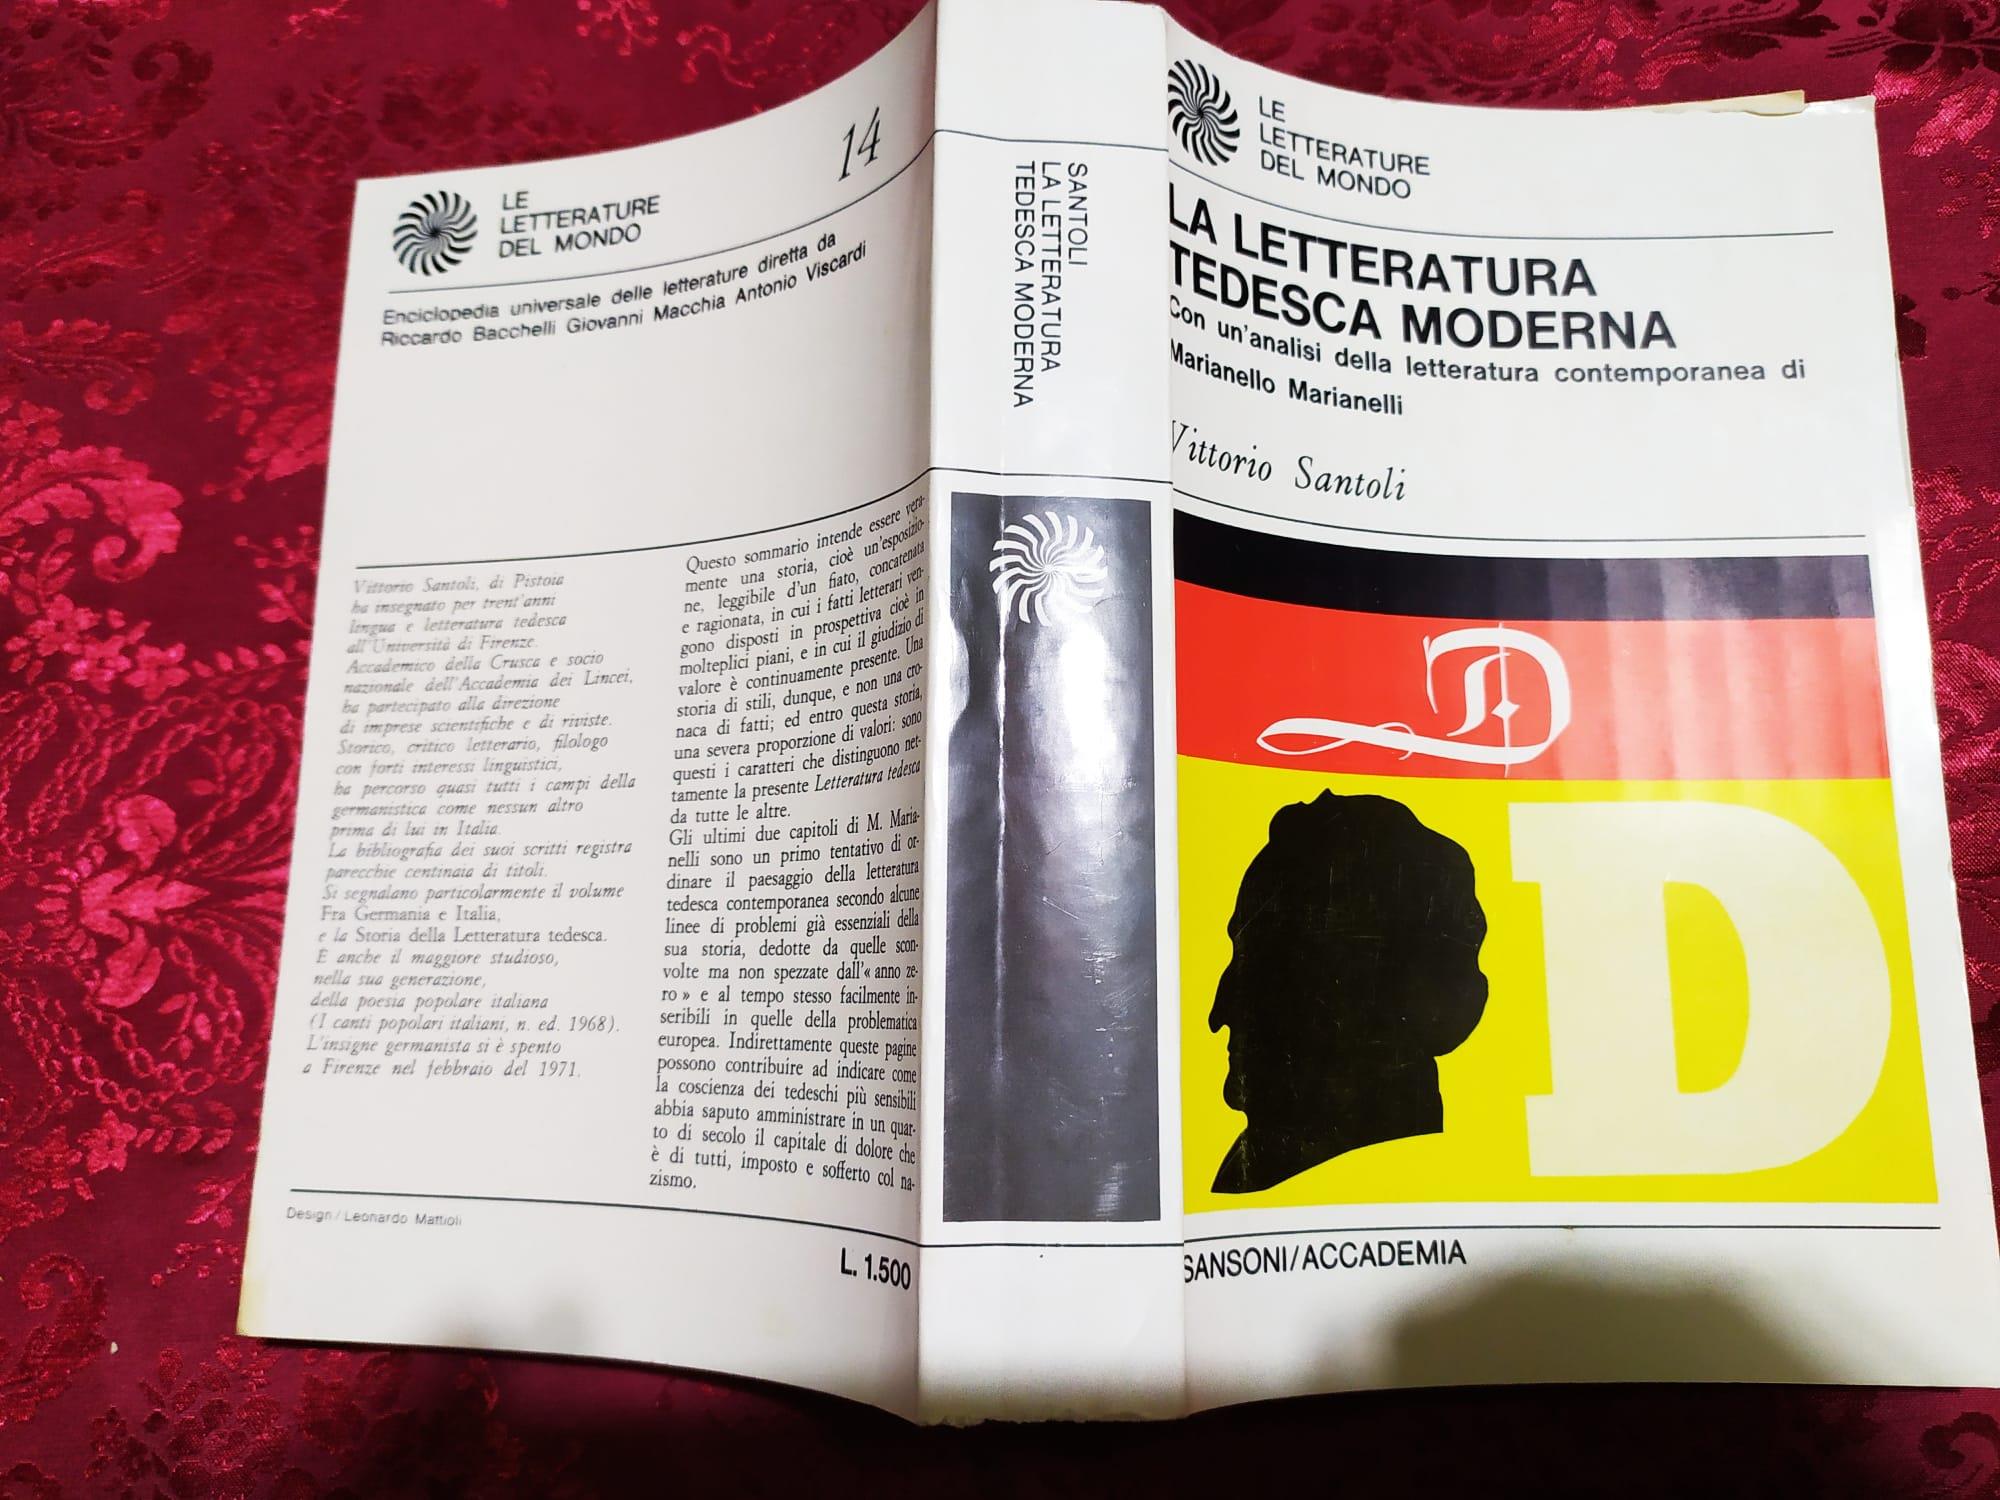 LE
LETTERATURE
DEL MONDO
14
Enciclopedia universale delle letterature diretta da
Riccardo Bacchelli Giovanni Macchia Antonio Viscardi
Vittorio Santoli, di Pistoia
ha insegnato per trent'anni
lingua e letteratura tedesca
all'Università di Firenze.
Accademico della Crusca e socio
nazionale dell'Accademia dei Lincei,
ha partecipato alla direzione
di imprese scientifiche e di riviste.
Storico, critico letterario, filologo
con forti interessi linguistici,
ha percorso quasi tutti i campi della
germanistica come nessun altro
prima di lui in Italia.
La bibliografia dei suoi scritti registra
parecchie centinaia di titoli.
Si segnalano particolarmente il volume
Fra Germania e Italia,
e la Storia della Letteratura tedesca.
È anche il maggiore studioso,
nella sua generazione,
della poesia popolare italiana
(I canti popolari italiani, n. ed. 1968).
L'insigne germanista si è spento
a Firenze nel febbraio del 1971.
Questo sommario intende essere vera-
mente una storia, cioè un'esposizio-
ne, leggibile d'un fiato, concatenata
e ragionata, in cui i fatti letterari ven-
gono disposti in prospettiva cioè in
molteplici piani, e in cui il giudizio di
valore è continuamente presente. Una
storia di stili, dunque, e non una cro-
naca di fatti; ed entro questa storia,
una severa proporzione di valori: sono
questi i caratteri che distinguono net-
tamente la presente Letteratura tedesca
da tutte le altre.
Gli ultimi due capitoli di M. Maria-
nelli sono un primo tentativo di or-
dinare il paesaggio della letteratura
tedesca contemporanea secondo alcune
linee di problemi già essenziali della
sua storia, dedotte da quelle scon-
volte ma non spezzate dall'« anno ze-
ro » e al tempo stesso facilmente in-
seribili in quelle della problematica
europea. Indirettamente queste pagine
possono contribuire ad indicare come
la coscienza dei tedeschi più sensibili
abbia saputo amministrare in un quar-
to di secolo il capitale di dolore che
è di tutti, imposto e sofferto col na-
zismo.
Design/Leonardo Mattioli
L. 1.500
SANTOLI
LA LETTERATURA
TEDESCA MODERNA
LE
LETTERATURE
DEL MONDO
LA LETTERATURA
TEDESCA MODERNA
Con un'analisi della letteratura contemporanea di
Marianello Marianelli
Vittorio Santoli
D
D
SANSONI/ACCADEMIA